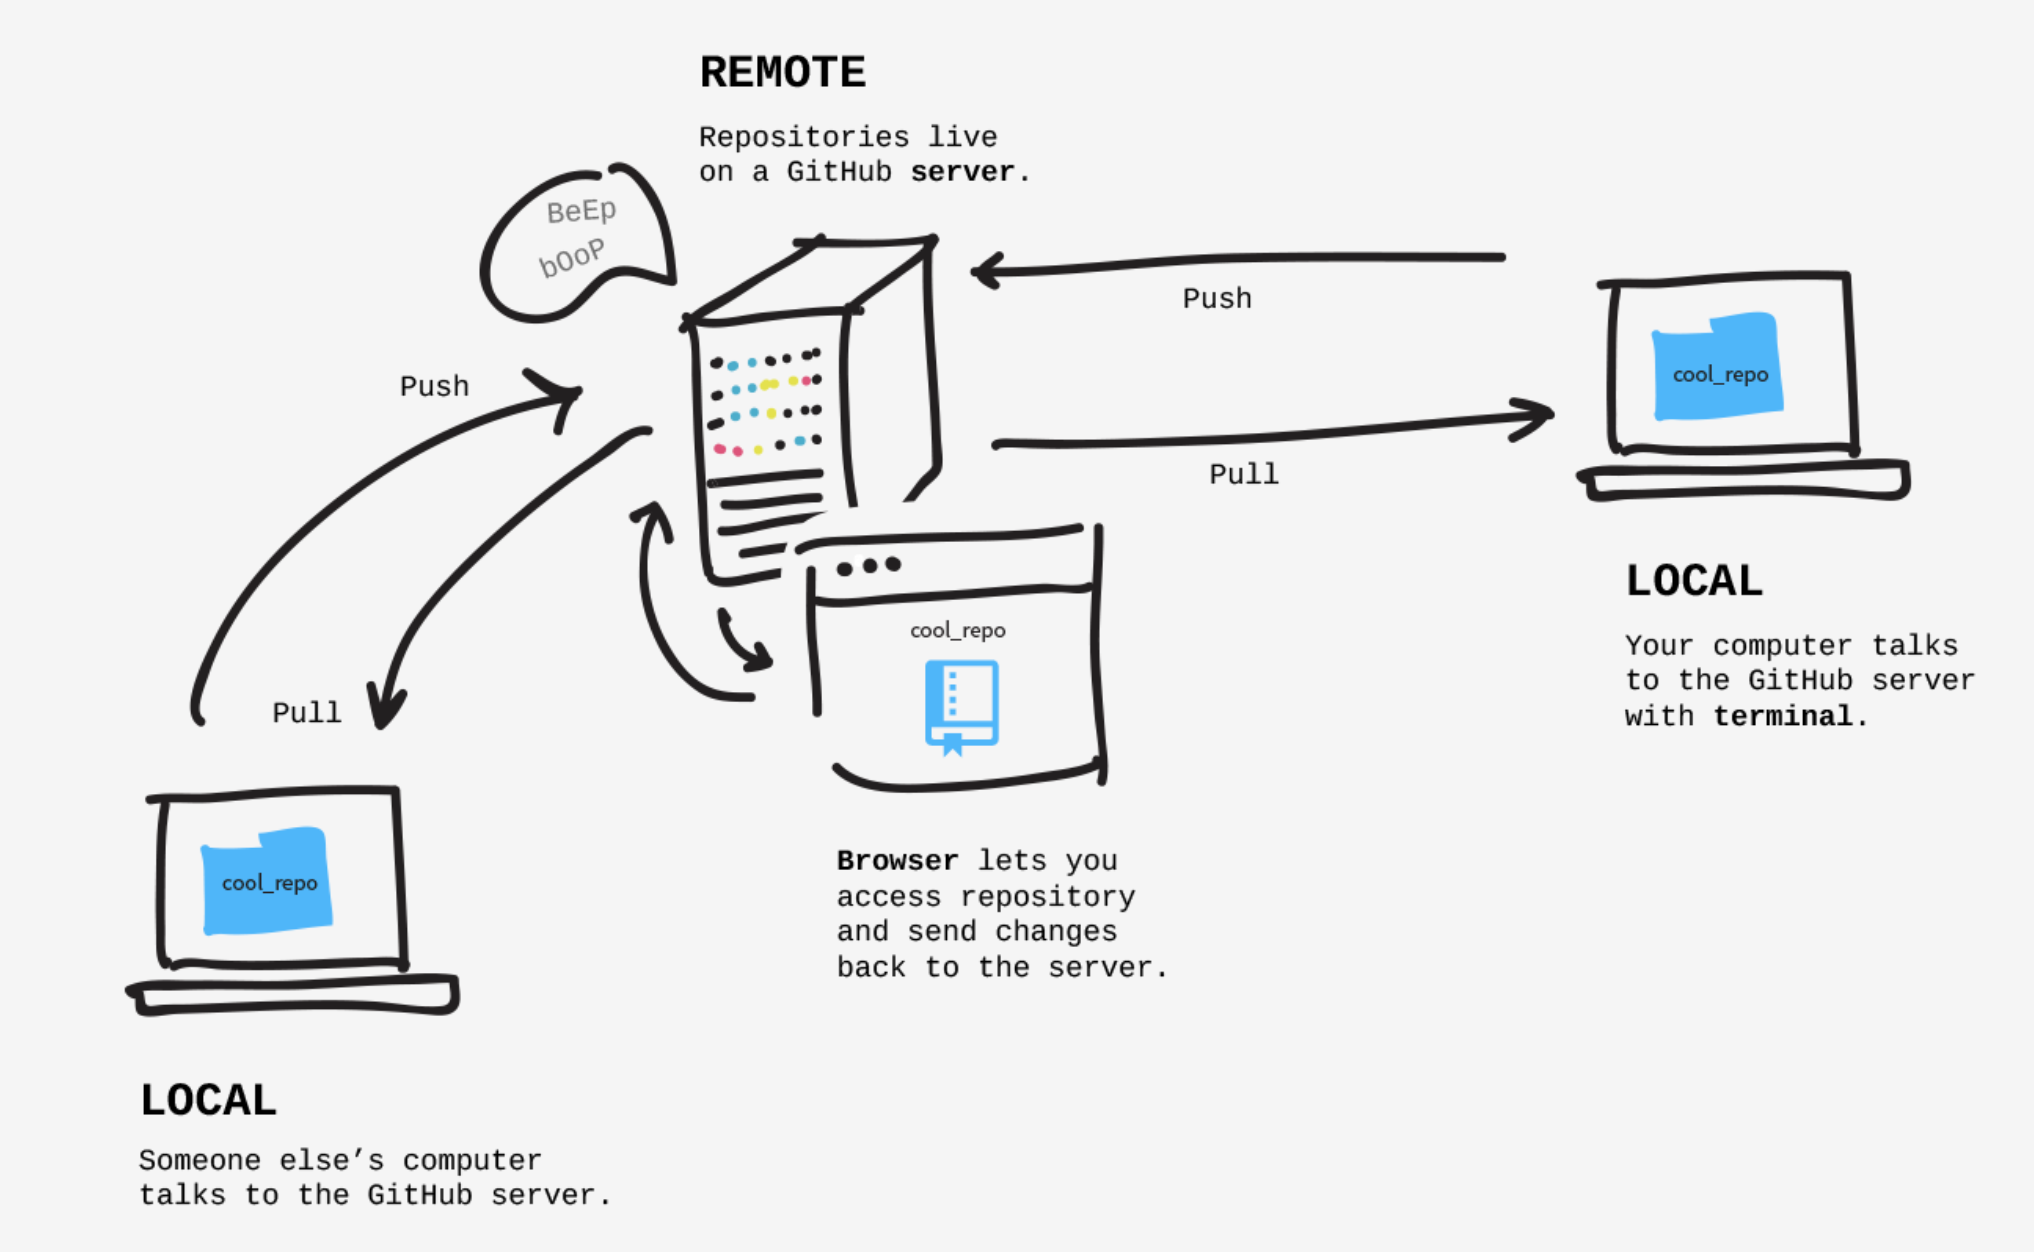 REMOTE
Repositories live
on a GitHub server.
BeEp
bOoP
Push
Push
cool_repo
Pull
Pull
cool_repo
LOCAL
Your computer talks
to the GitHub server
with terminal.
Browser lets you
access repository
and send changes
back to the server.
cool_repo
LOCAL
Someone else’s computer
talks to the GitHub server.